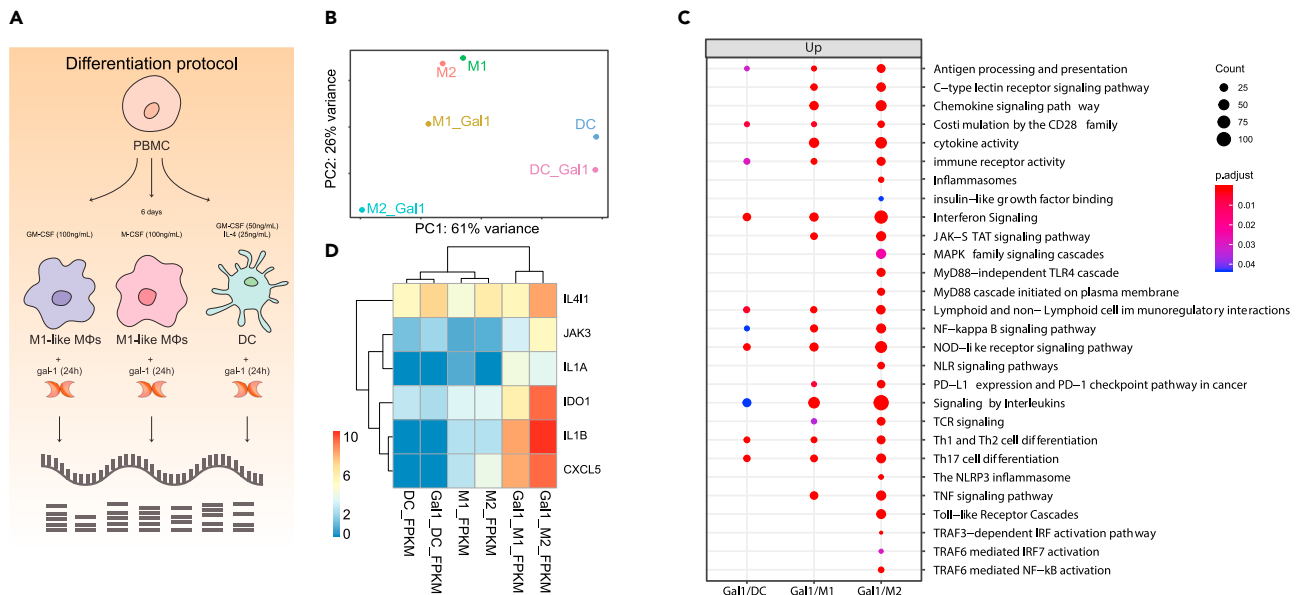 A
Differentiation protocol
PBMC
6 days
GM-CSF (100ng/mL)
M-CSF (100ng/mL)
GM-CSF (50ng/mL)
IL-4 (25ng/mL)
M1-like MΦs
M1-like MΦs
DC
+
+
+
gal-1 (24h)
gal-1 (24h)
gal-1 (24h)
B
PC2: 26% variance
M2
M1
M1_Gal1
DC
DC_Gal1
M2_Gal1
PC1: 61% variance
D
IL4I1
JAK3
IL1A
IDO1
IL1B
CXCL5
10
8
6
4
2
0
DC_FPKM
Gal1_DC_FPKM
M1_FPKM
M2_FPKM
Gal1_M1_FPKM
Gal1_M2_FPKM
C
Up
Antigen processing and presentation
C−type lectin receptor signaling pathway
Chemokine signaling path way
Costi mulation by the CD28 family
cytokine activity
immune receptor activity
Inflammasomes
insulin−like growth factor binding
Interferon Signaling
JAK−S TAT signaling pathway
MAPK family signaling cascades
MyD88−independent TLR4 cascade
MyD88 cascade initiated on plasma membrane
Lymphoid and non− Lymphoid cell im munoregulatory interactions
NF−kappa B signaling pathway
NOD−li ke receptor signaling pathway
NLR signaling pathways
PD−L1 expression and PD−1 checkpoint pathway in cancer
Signaling by Interleukins
TCR signaling
Th1 and Th2 cell differentiation
Th17 cell differentiation
The NLRP3 inflammasome
TNF signaling pathway
Toll−like Receptor Cascades
TRAF3−dependent IRF activation pathway
TRAF6 mediated IRF7 activation
TRAF6 mediated NF−kB activation
Gal1/DC
Gal1/M1
Gal1/M2
Count
25
50
75
100
p.adjust
0.01
0.02
0.03
0.04